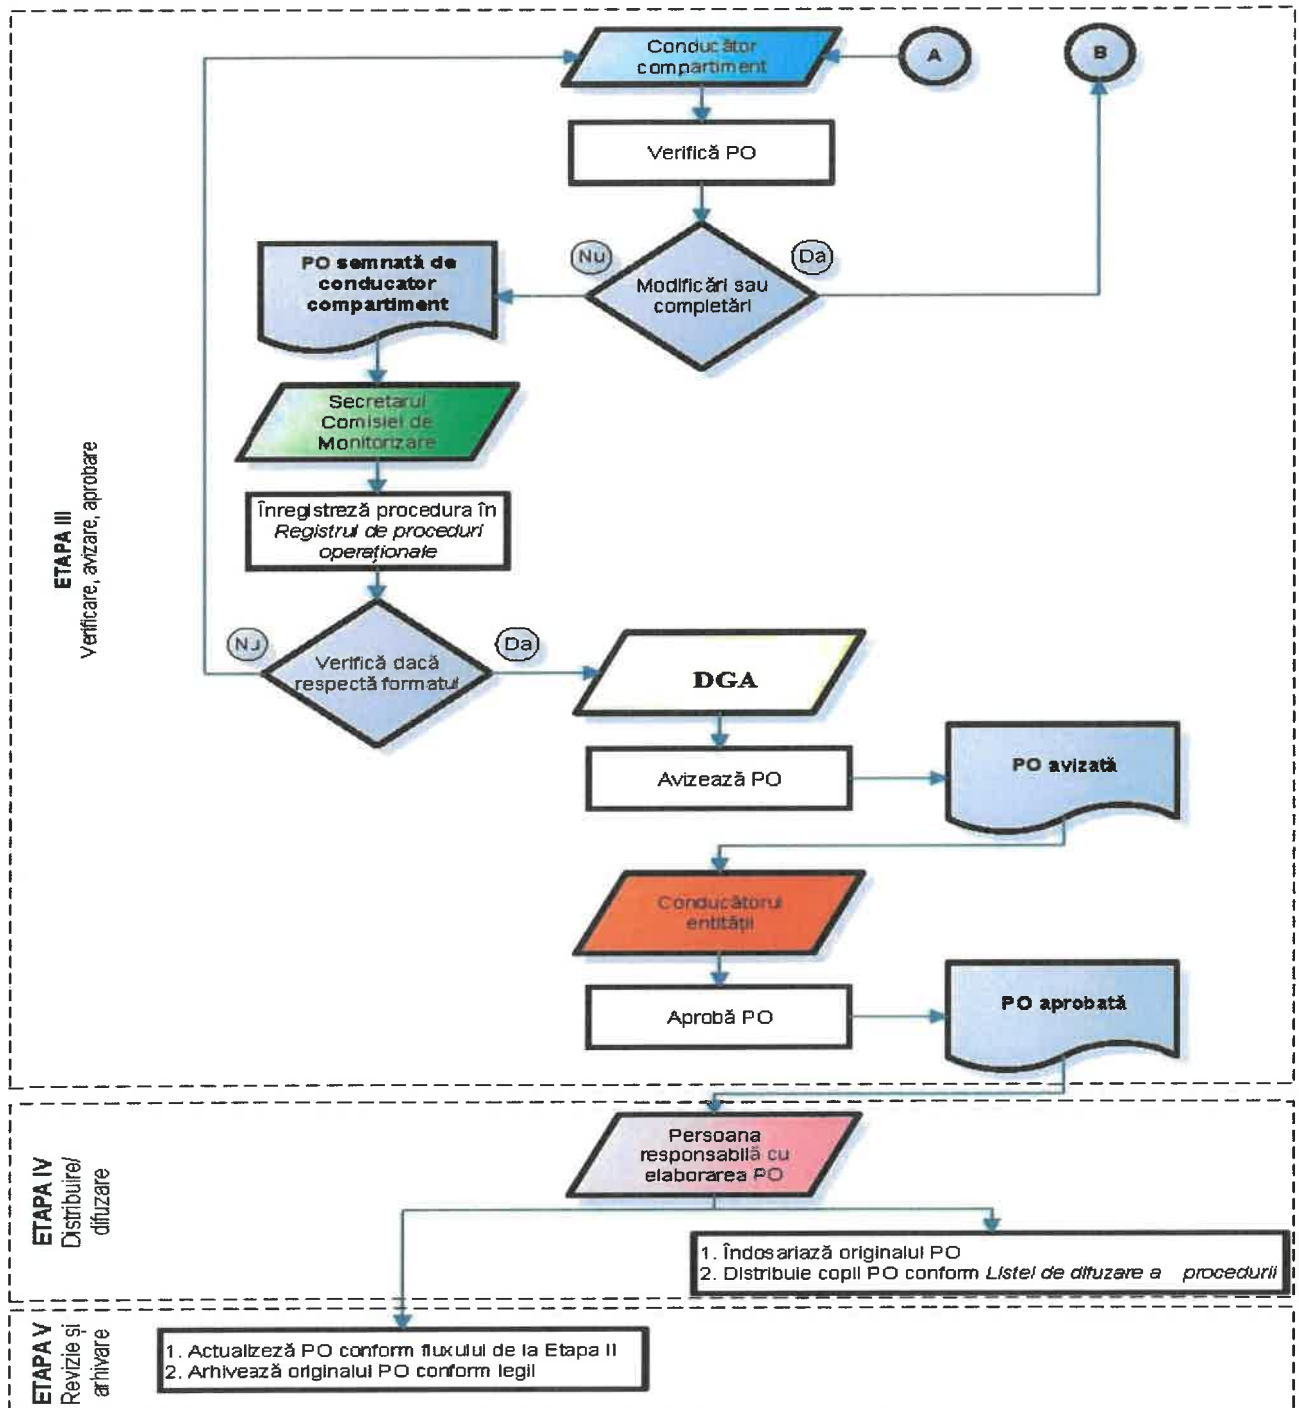 Conducător
compartiment
A
B
Verifică PO
Nu
Da
Modificări sau
completări
PO semnată de
conducator
compartiment
Secretarul
Comisiei de
Monitorizare
Înregistreză procedura în
Registrul de proceduri
operaționale
Nu
Da
Verifică dacă
respectă formatul
DGA
Avizează PO
PO avizată
Conducătorul
entității
Aprobă PO
PO aprobată
ETAPA III
Verificare, avizare, aprobare
Persoana
responsabilă cu
elaborarea PO
ETAPA IV
Distribuire/
difuzare
1. Îndosariază originalul PO
2. Distribuie copii PO conform Listei de difuzare a procedurii
ETAPA V
Revizie și
arhivare
1. Actualizeză PO conform fluxului de la Etapa II
2. Arhivează originalul PO conform legii